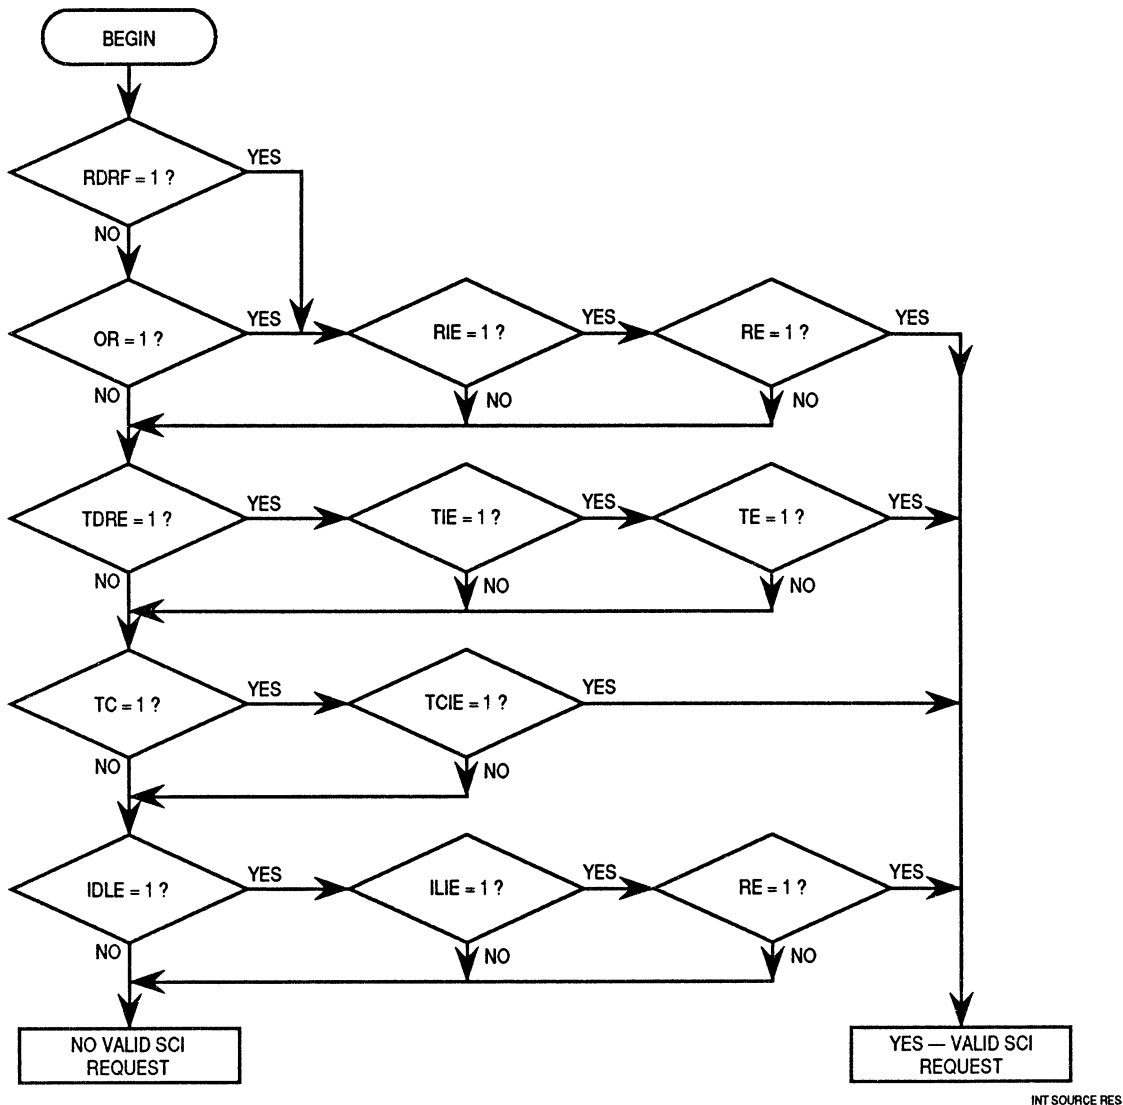 BEGIN
RDRF = 1 ?
YES
NO
OR = 1 ?
YES
RIE = 1 ?
YES
RE = 1 ?
YES
NO
NO
NO
TDRE = 1 ?
YES
TIE = 1 ?
YES
TE = 1 ?
YES
NO
NO
NO
TC = 1 ?
YES
TCIE = 1 ?
YES
NO
NO
IDLE = 1 ?
YES
ILIE = 1 ?
YES
RE = 1 ?
YES
NO
NO
NO
NO VALID SCI
REQUEST
YES — VALID SCI
REQUEST
INT SOURCE RES